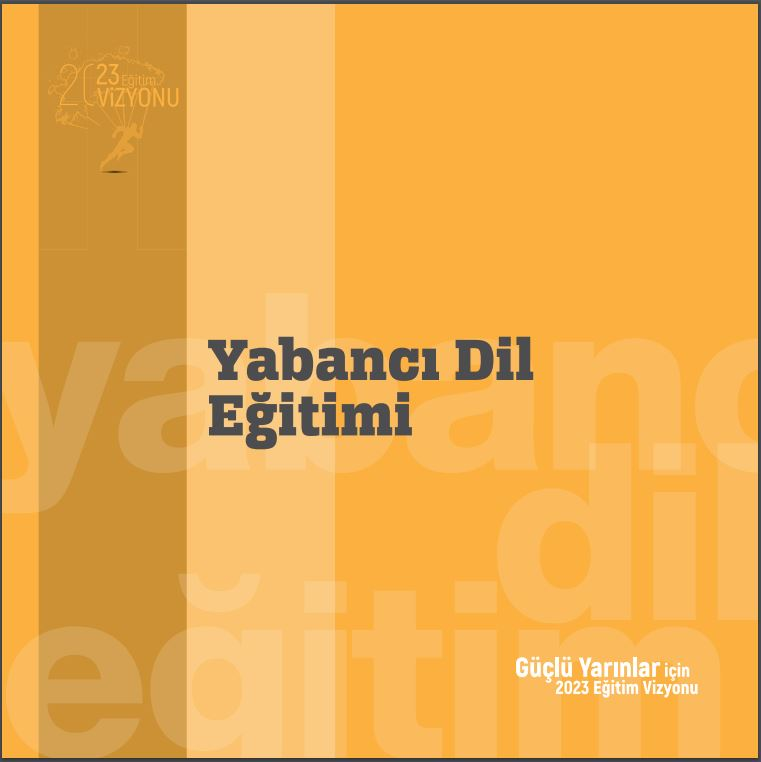 2023 Eğitim
VİZYONU
Yabancı Dil
Eğitimi
yabanc
dil
eğitim
Güçlü Yarınlar için
2023 Eğitim Vizyonu